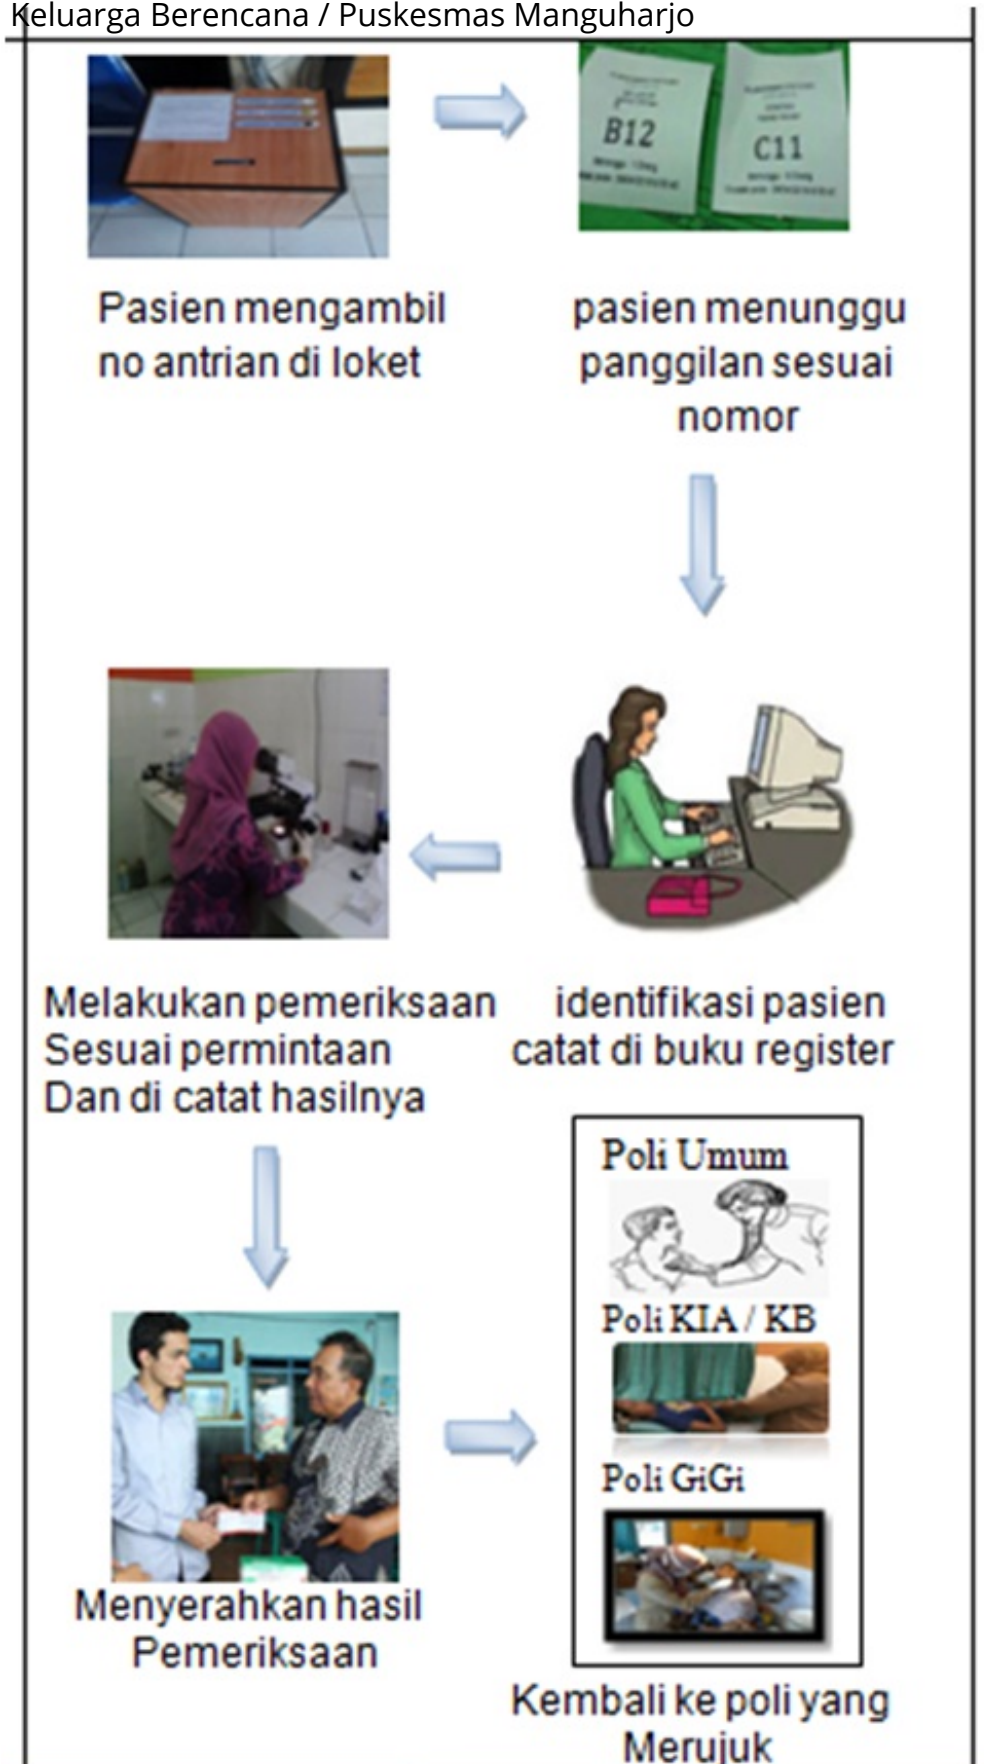 Keluarga Berencana / Puskesmas Manguharjo
B12
C11
Pasien mengambil
no antrian di loket
pasien menunggu
panggilan sesuai
nomor
identifikasi pasien
catat di buku register
Melakukan pemeriksaan
Sesuai permintaan
Dan di catat hasilnya
Menyerahkan hasil
Pemeriksaan
Poli Umum
Poli KIA / KB
Poli GiGi
Kembali ke poli yang
Merujuk